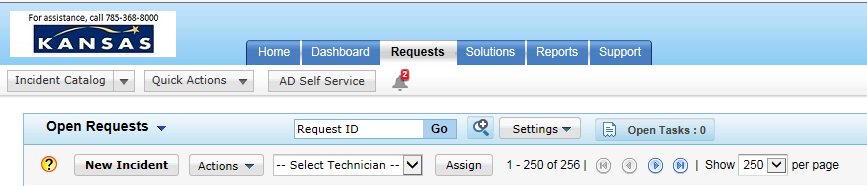 For assistance, call 785-368-8000
KANSAS
Home Dashboard Requests Solutions Reports Support
Incident Catalog Quick Actions AD Self Service 2
Open Requests Request ID Go Settings Open Tasks : 0
? New Incident Actions -- Select Technician -- Assign 1 - 250 of 256 | | Show 250 per page